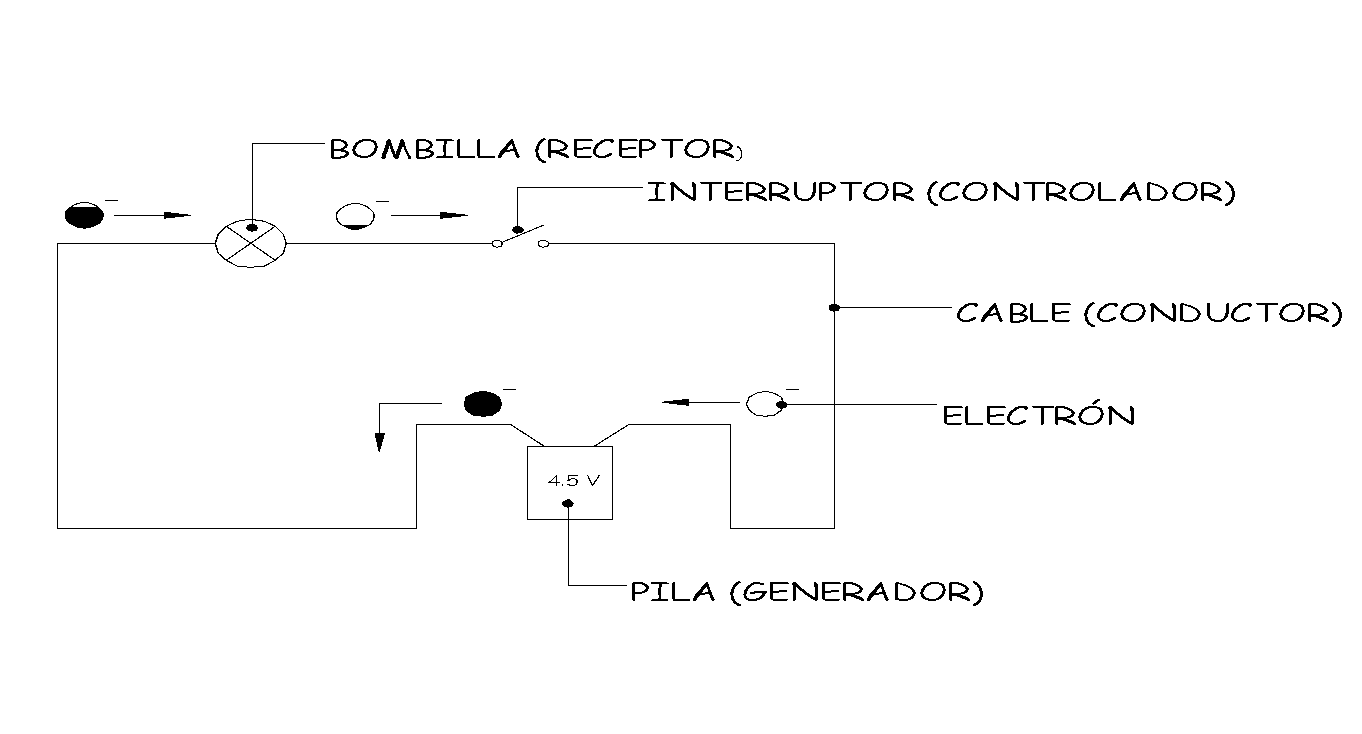 BOMBILLA (RECEPTOR)
INTERRUPTOR (CONTROLADOR)
CABLE (CONDUCTOR)
ELECTRÓN
4.5 V
PILA (GENERADOR)